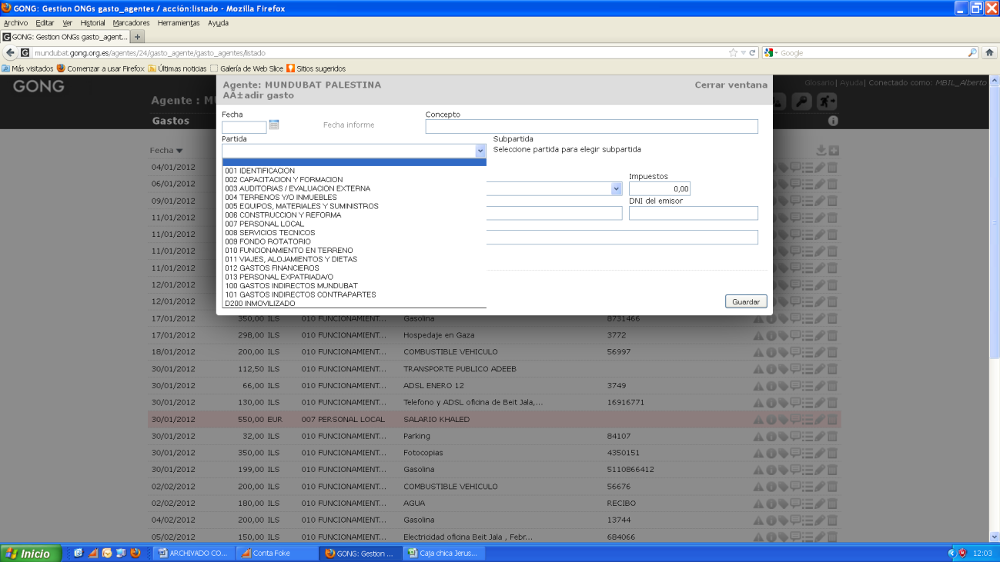 GONG: Gestion ONGs gasto_agentes / acción:listado - Mozilla Firefox
Archivo Editar Ver Historial Marcadores Herramientas Ayuda
GONG: Gestion ONGs gasto_agent... +
mundubat.gong.org.es/agentes/24/gasto_agente/gasto_agentes/listado Google
Más visitados Comenzar a usar Firefox Últimas noticias Galería de Web Slice Sitios sugeridos
GONG
Glosario| Ayuda| Conectado como: MBIL_Alberto
Agente : M
Gastos
Agente: MUNDUBAT PALESTINA Cerrar ventana
AÃ±adir gasto
Fecha Concepto
Fecha informe
Partida Subpartida
Seleccione partida para elegir subpartida
Impuestos
0,00
DNI del emisor
001 IDENTIFICACION
002 CAPACITACION Y FORMACION
003 AUDITORIAS / EVALUACION EXTERNA
004 TERRENOS Y/O INMUEBLES
005 EQUIPOS, MATERIALES Y SUMINISTROS
006 CONSTRUCCION Y REFORMA
007 PERSONAL LOCAL
008 SERVICIOS TECNICOS
009 FONDO ROTATORIO
010 FUNCIONAMIENTO EN TERRENO
011 VIAJES, ALOJAMIENTOS Y DIETAS
012 GASTOS FINANCIEROS
013 PERSONAL EXPATRIADA/O
100 GASTOS INDIRECTOS MUNDUBAT
101 GASTOS INDIRECTOS CONTRAPARTES
D200 INMOVILIZADO
Guardar
Fecha
04/01/2012
06/01/2012
09/01/2012
11/01/2012
11/01/2012
11/01/2012
11/01/2012
12/01/2012
12/01/2012
17/01/2012 350,00 ILS 010 FUNCIONAMIENT... Gasolina 8731466
17/01/2012 298,00 ILS 010 FUNCIONAMIENT... Hospedaje en Gaza 3772
18/01/2012 200,00 ILS 010 FUNCIONAMIENT... COMBUSTIBLE VEHICULO 56997
30/01/2012 112,50 ILS 010 FUNCIONAMIENT... TRANSPORTE PUBLICO ADEEB
30/01/2012 66,00 ILS 010 FUNCIONAMIENT... ADSL ENERO 12 3749
30/01/2012 130,00 ILS 010 FUNCIONAMIENT... Telefono y ADSL oficina de Beit Jala,... 16916771
30/01/2012 550,00 EUR 007 PERSONAL LOCAL SALARIO KHALED
30/01/2012 32,00 ILS 010 FUNCIONAMIENT... Parking 84107
30/01/2012 350,00 ILS 010 FUNCIONAMIENT... Fotocopias 4350151
30/01/2012 199,00 ILS 010 FUNCIONAMIENT... Gasolina 5110866412
02/02/2012 200,00 ILS 010 FUNCIONAMIENT... COMBUSTIBLE VEHICULO 56676
02/02/2012 180,00 ILS 010 FUNCIONAMIENT... AGUA RECIBO
04/02/2012 200,00 ILS 010 FUNCIONAMIENT... Gasolina 13744
05/02/2012 150,00 ILS 010 FUNCIONAMIENT... Electricidad oficina Beit Jala , Febr... 684066
Inicio ARCHIVADO CO... Conta Foke GONG: Gestion ... Caja chica Jerus... 12:03